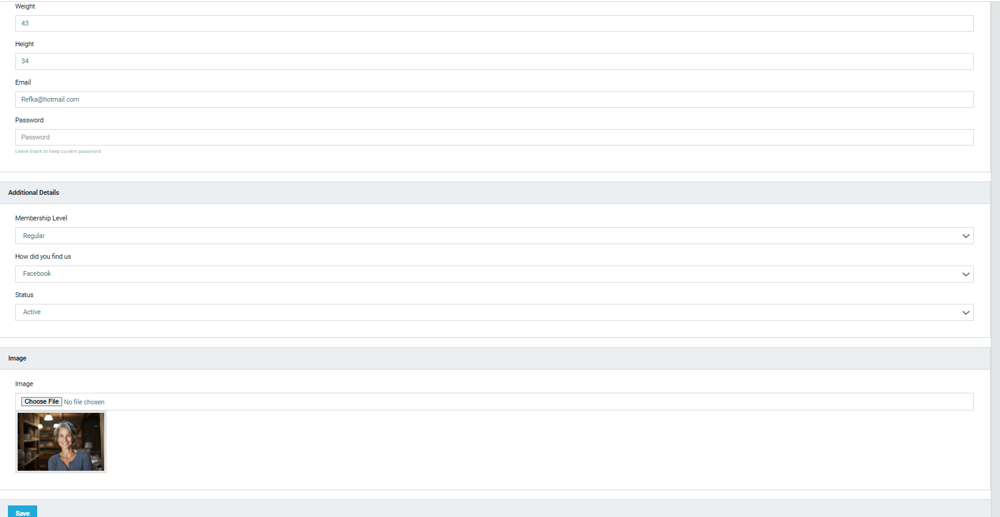 Weight
43
Height
34
Email
Refka@hotmail.com
Password
Password
Leave blank to keep current password
Additional Details
Membership Level
Regular
How did you find us
Facebook
Status
Active
Image
Image
Choose File No file chosen
Save